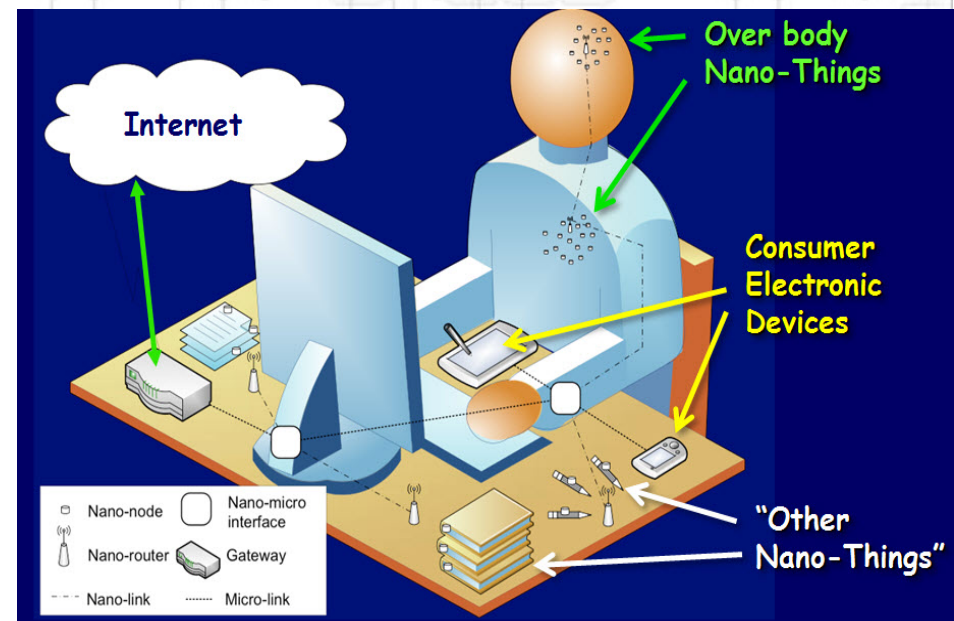 Over body
Nano-Things
Internet
Consumer
Electronic
Devices
"Other
Nano-Things"
Nano-node
Nano-micro
interface
Nano-router
Gateway
Nano-link
Micro-link